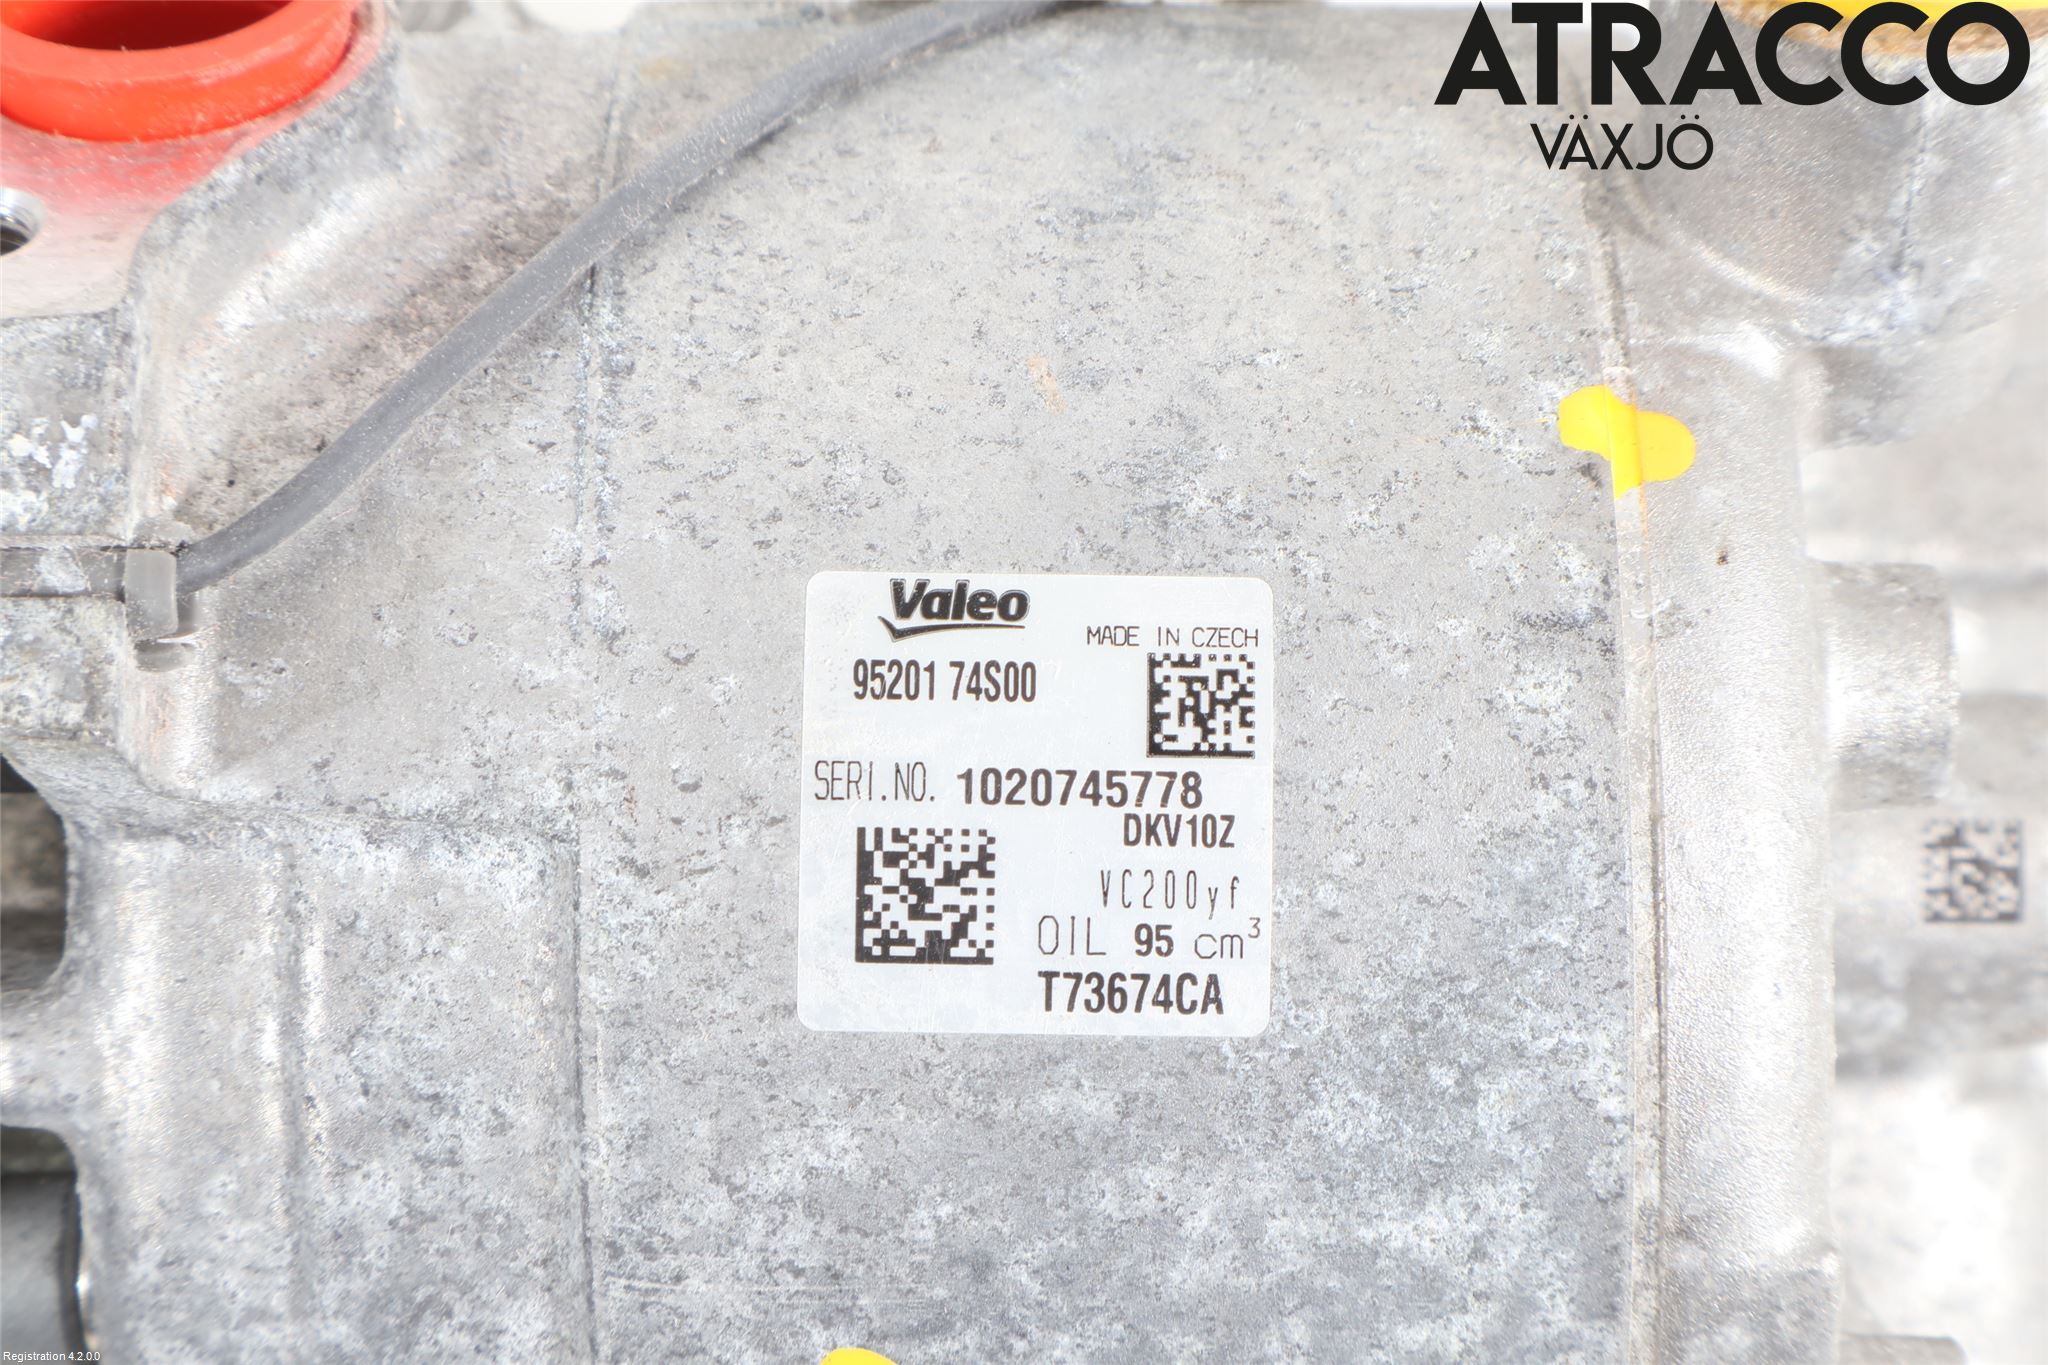 ATRACCO
VÄXJÖ
Valeo
MADE IN CZECH
95201 74S00
SERI.NO. 1020745778
DKV10Z
VC200yf
OIL 95 cm³
T73674CA
Registration 4.2.0.0